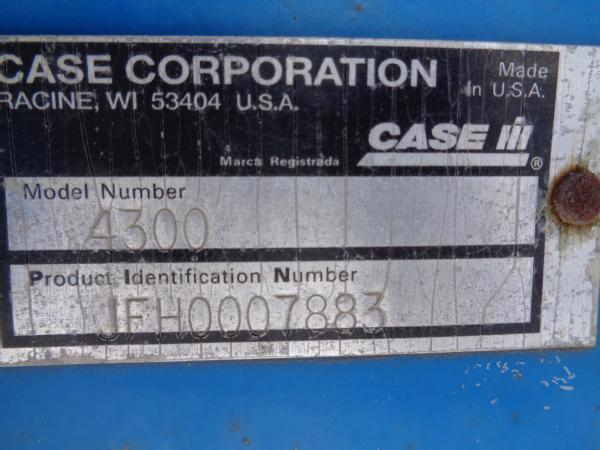 CASE CORPORATION
RACINE, WI 53404 U.S.A.
Made
In U.S.A.
CASE IH
Marca Registrada
®
Model Number
4300
Product Identification Number
JFH0007883